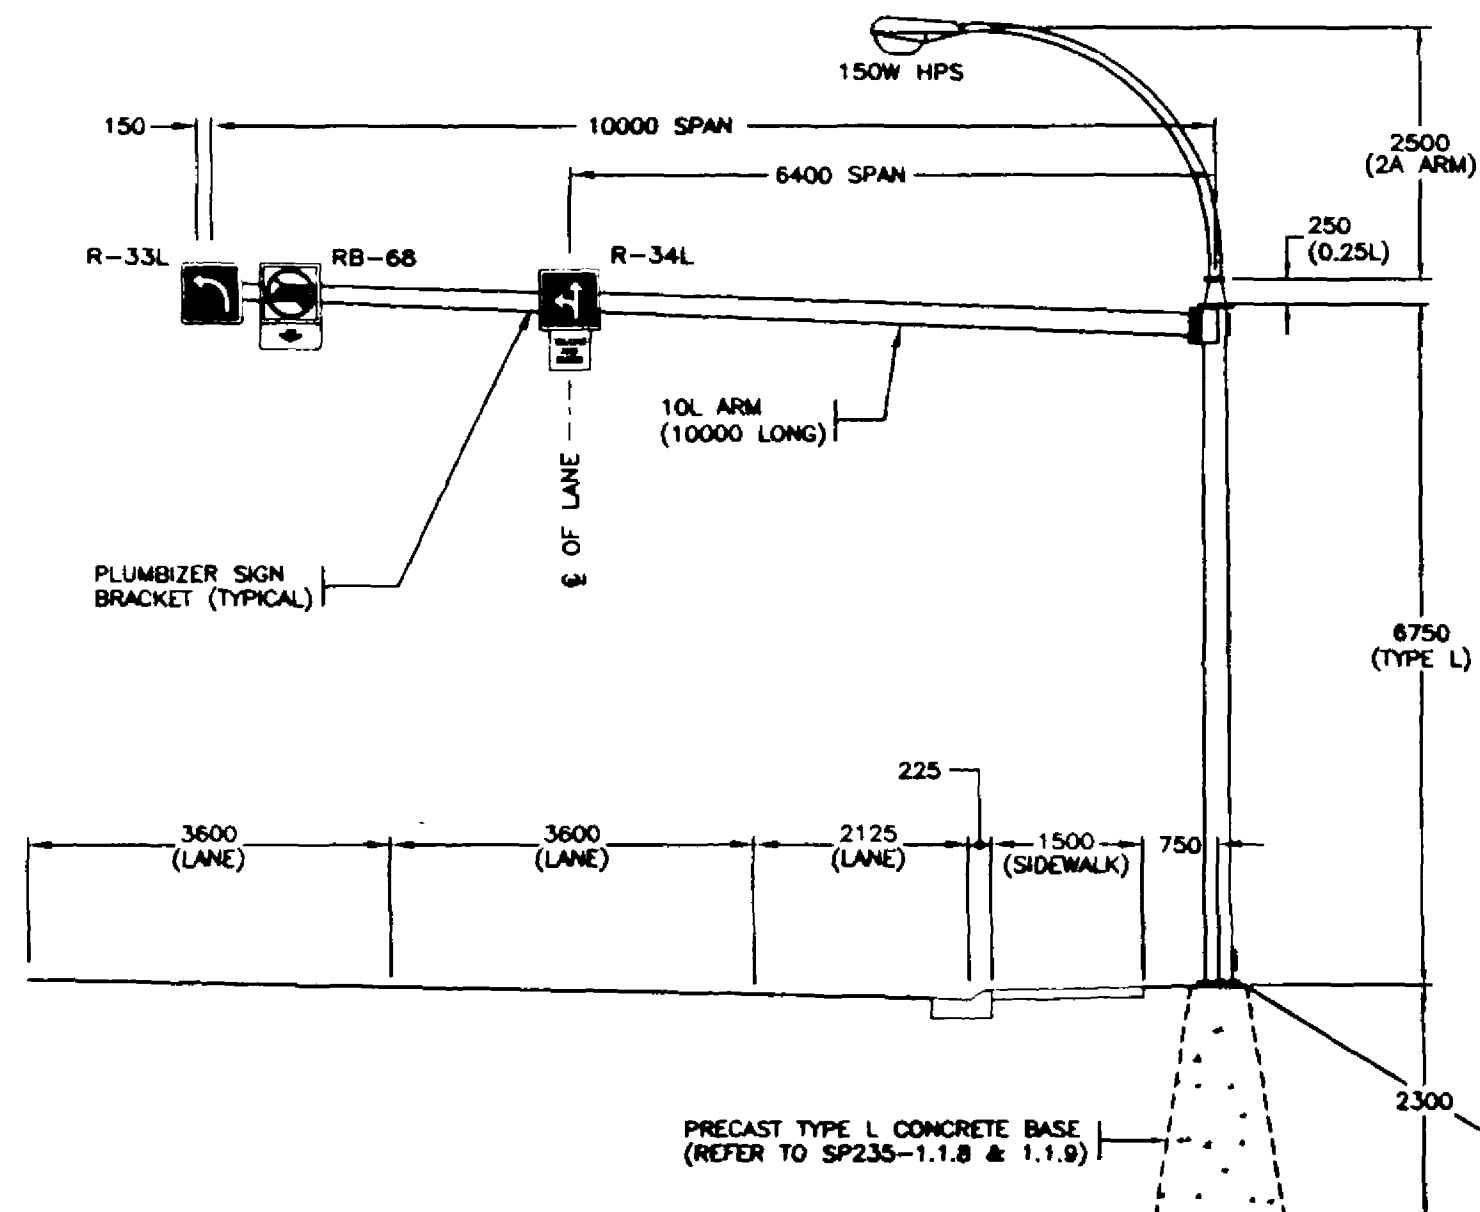 150W HPS
150
10000 SPAN
2500
(2A ARM)
6400 SPAN
250
(0.25L)
R-33L
RB-68
R-34L
10L ARM
(10000 LONG)
℄ OF LANE
PLUMBIZER SIGN
BRACKET (TYPICAL)
6750
(TYPE L)
225
3600
(LANE)
3600
(LANE)
2125
(LANE)
1500
(SIDEWALK)
750
2300
PRECAST TYPE L CONCRETE BASE
(REFER TO SP235-1.1.8 & 1.1.9)